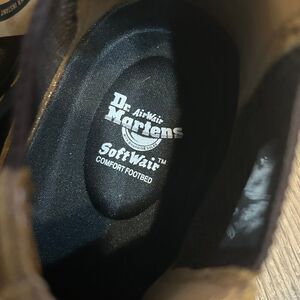 AirWair
Dr.
Martens
SoftWair™
COMFORT FOOTBED